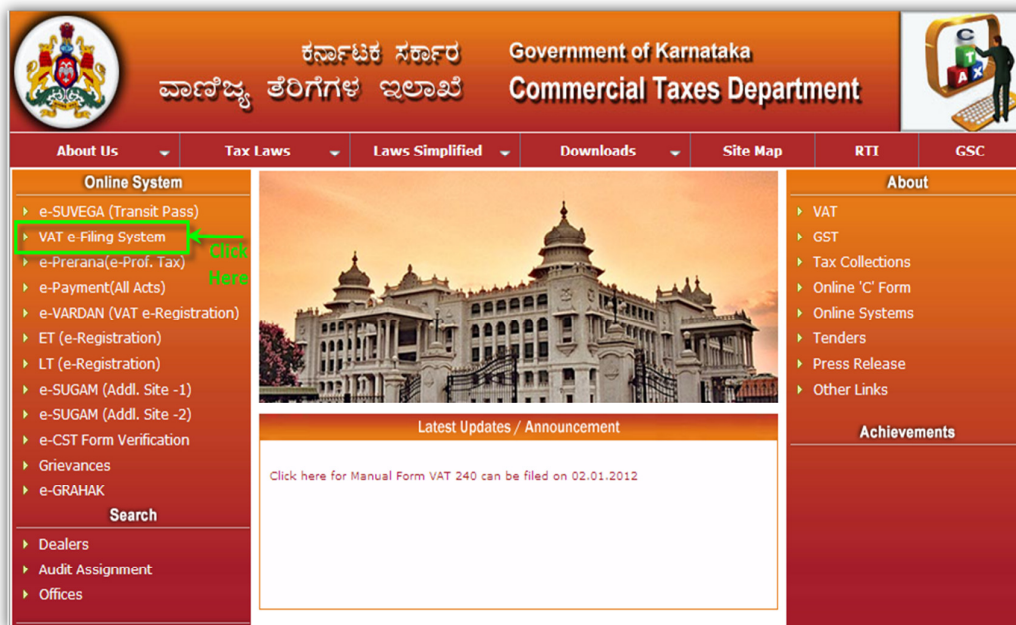 ಕರ್ನಾಟಕ ಸರ್ಕಾರ
ವಾಣಿಜ್ಯ ತೆರಿಗೆಗಳ ಇಲಾಖೆ
Government of Karnataka
Commercial Taxes Department
C
T
TAX
About Us
Tax Laws
Laws Simplified
Downloads
Site Map
RTI
GSC
Online System
e-SUVEGA (Transit Pass)
VAT e-Filing System
Click
Here
e-Prerana(e-Prof. Tax)
e-Payment(All Acts)
e-VARDAN (VAT e-Registration)
ET (e-Registration)
LT (e-Registration)
e-SUGAM (Addl. Site -1)
e-SUGAM (Addl. Site -2)
e-CST Form Verification
Grievances
e-GRAHAK
Search
Dealers
Audit Assignment
Offices
Latest Updates / Announcement
Click here for Manual Form VAT 240 can be filed on 02.01.2012
About
VAT
GST
Tax Collections
Online 'C' Form
Online Systems
Tenders
Press Release
Other Links
Achievements